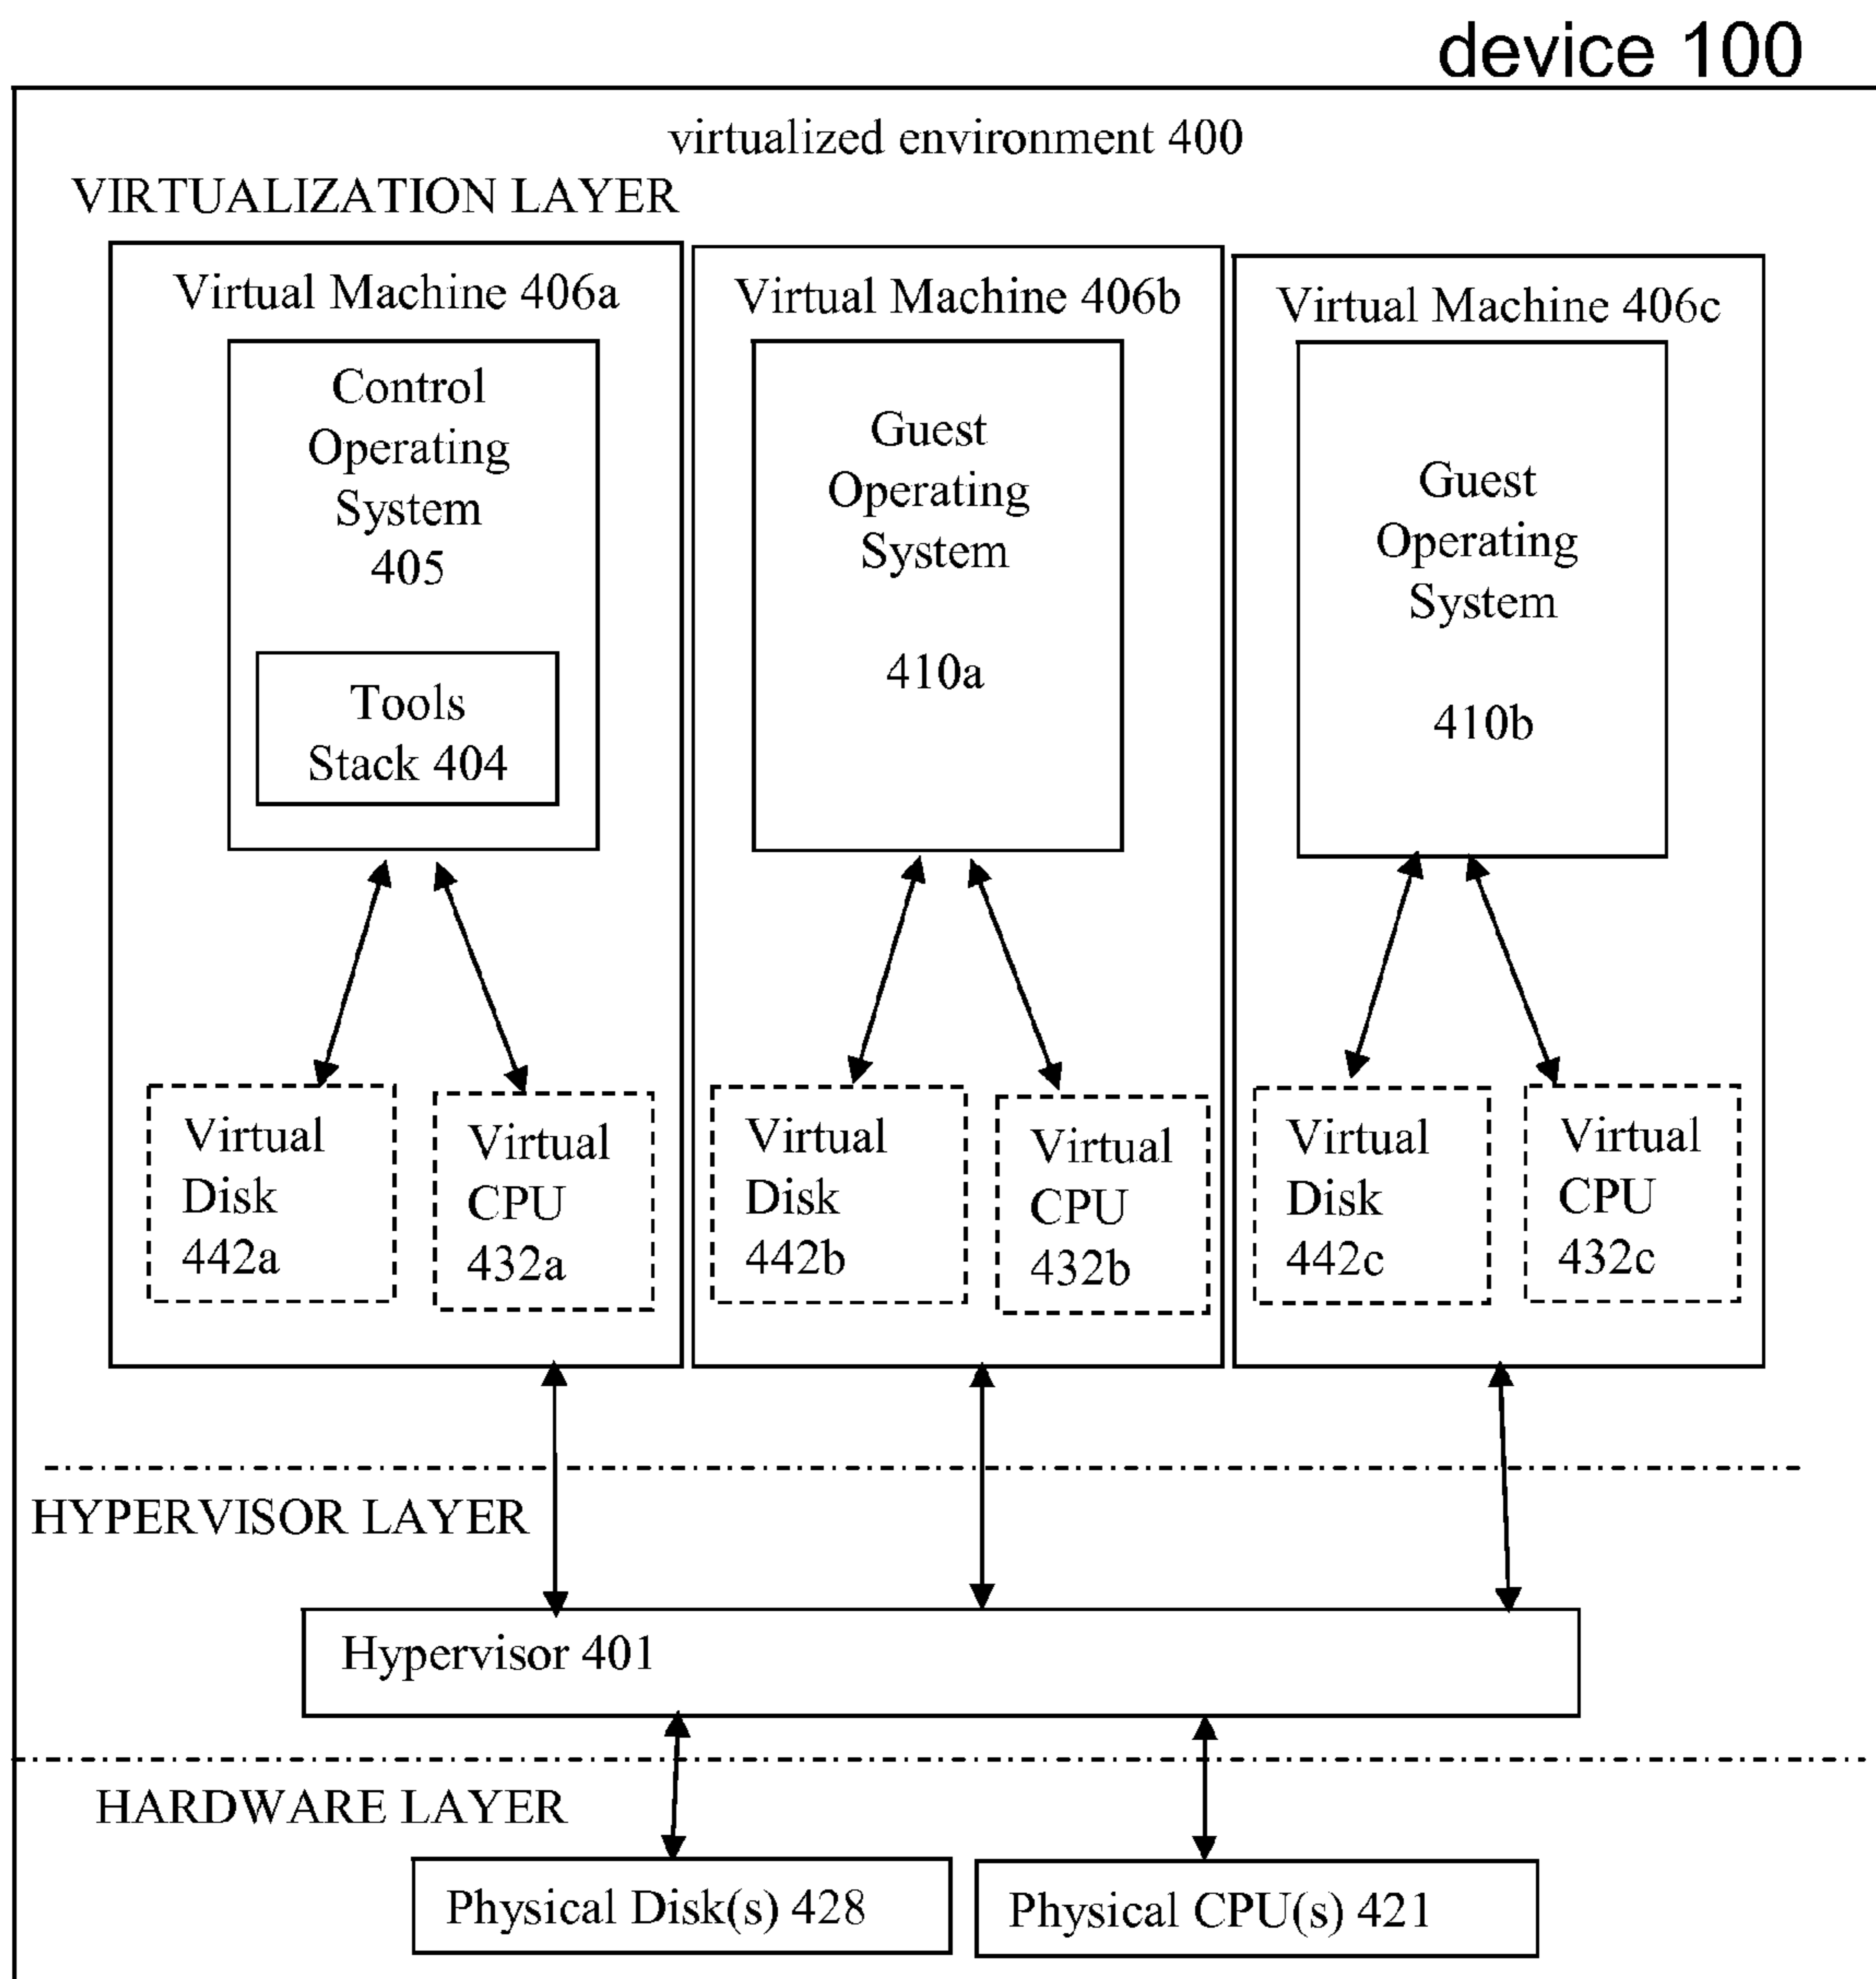 device 100
virtualized environment 400
VIRTUALIZATION LAYER
Virtual Machine 406a
Control
Operating
System
405
Tools
Stack 404
Virtual
Disk
442a
Virtual
CPU
432a
Virtual Machine 406b
Guest
Operating
System
410a
Virtual
Disk
442b
Virtual
CPU
432b
Virtual Machine 406c
Guest
Operating
System
410b
Virtual
Disk
442c
Virtual
CPU
432c
HYPERVISOR LAYER
Hypervisor 401
HARDWARE LAYER
Physical Disk(s) 428
Physical CPU(s) 421